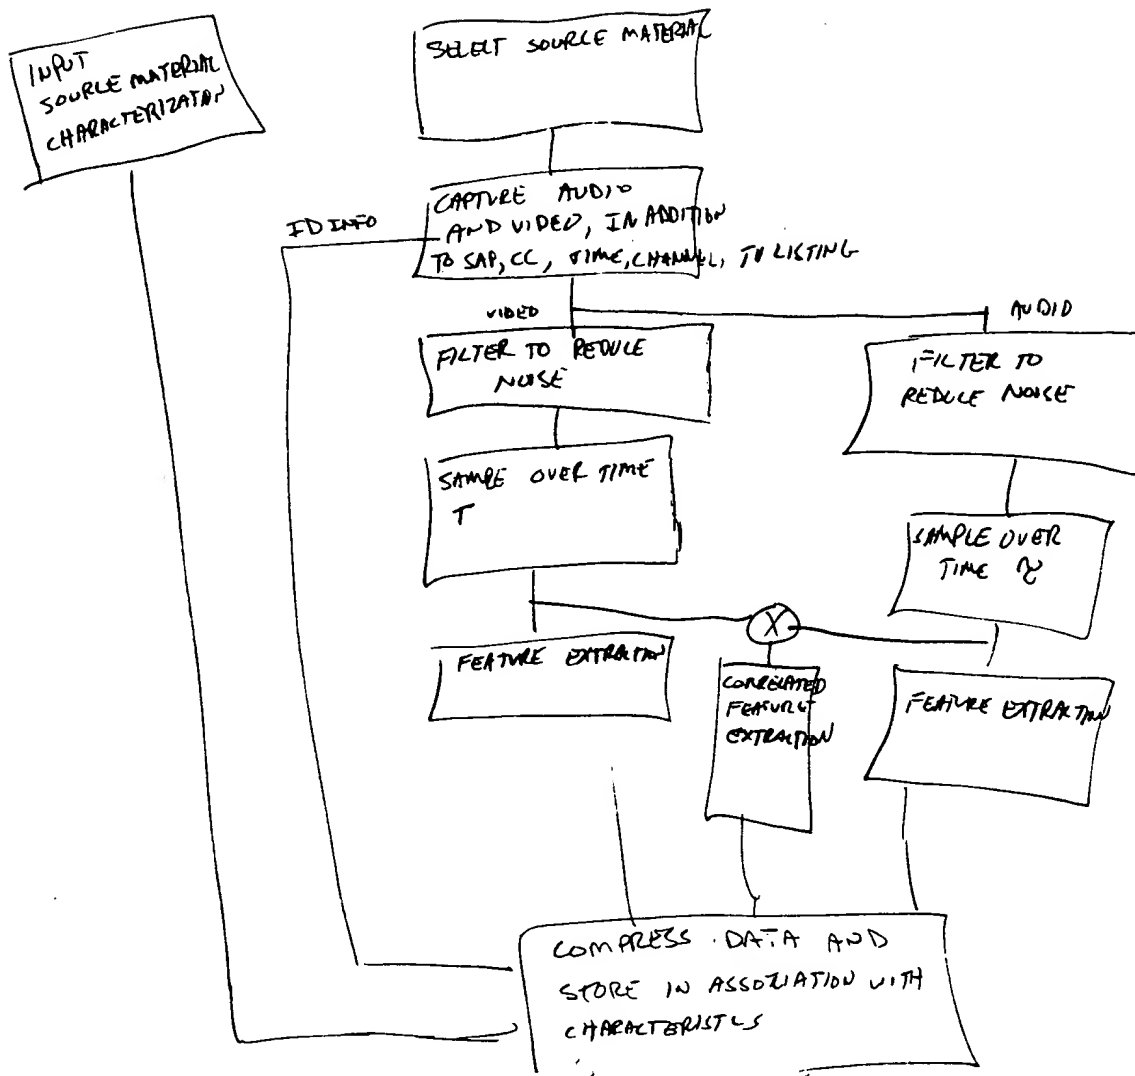 INPUT
SOURCE MATERIAL
CHARACTERIZATION
SELECT SOURCE MATERIAL
ID INFO
CAPTURE AUDIO
AND VIDEO, IN ADDITION
TO SAP, CC, TIME, CHANNEL, TV LISTING
VIDEO
AUDIO
FILTER TO REDUCE
NOISE
FILTER TO
REDUCE NOISE
SAMPLE OVER TIME
T
SAMPLE OVER
TIME
X
FEATURE EXTRACTION
CORRELATED
FEATURE
EXTRACTION
FEATURE EXTRACTION
COMPRESS DATA AND
STORE IN ASSOCIATION WITH
CHARACTERISTICS